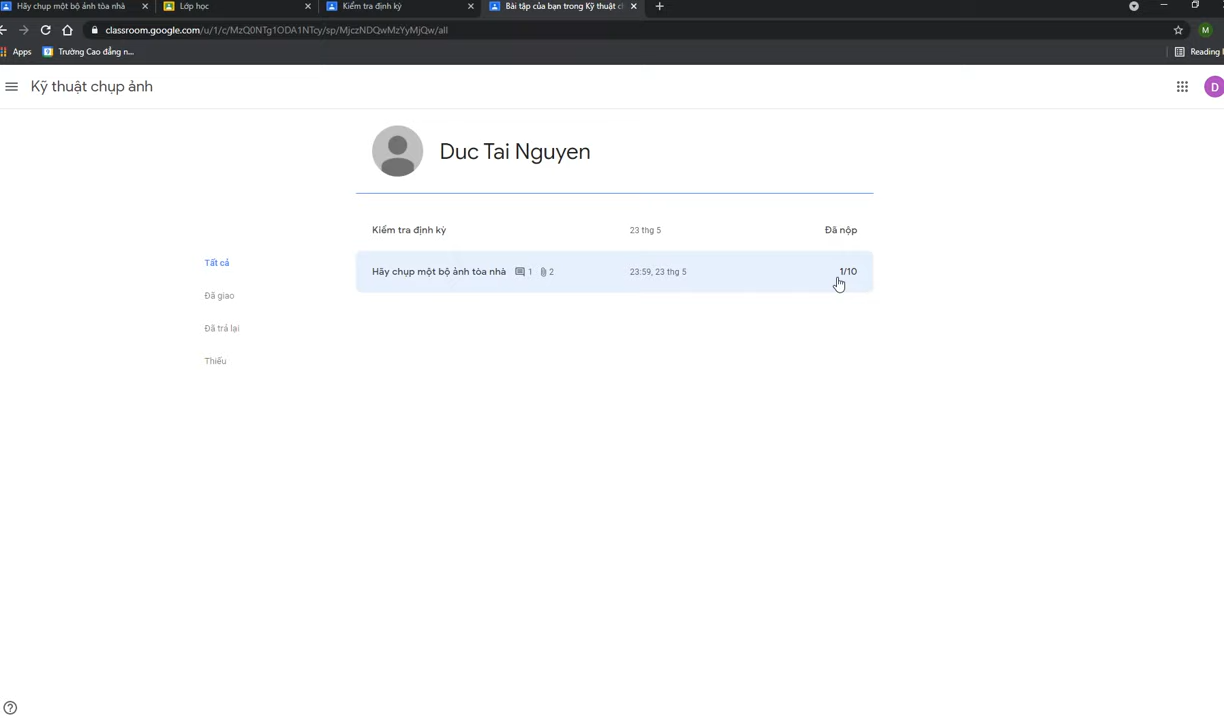 Hãy chụp một bộ ảnh tòa nhà
Lớp học
Kiểm tra định kỳ
Bài tập của bạn trong Kỹ thuật c
classroom.google.com/u/1/c/MzQ0NTg1ODA1NTcy/sp/MjczNDQwMzYyMjQw/all
M
Apps
Trường Cao đẳng n...
Reading l
Kỹ thuật chụp ảnh
D
Duc Tai Nguyen
Kiểm tra định kỳ 23 thg 5 Đã nộp
Hãy chụp một bộ ảnh tòa nhà 1 2 23:59, 23 thg 5 1/10
Tất cả
Đã giao
Đã trả lại
Thiếu